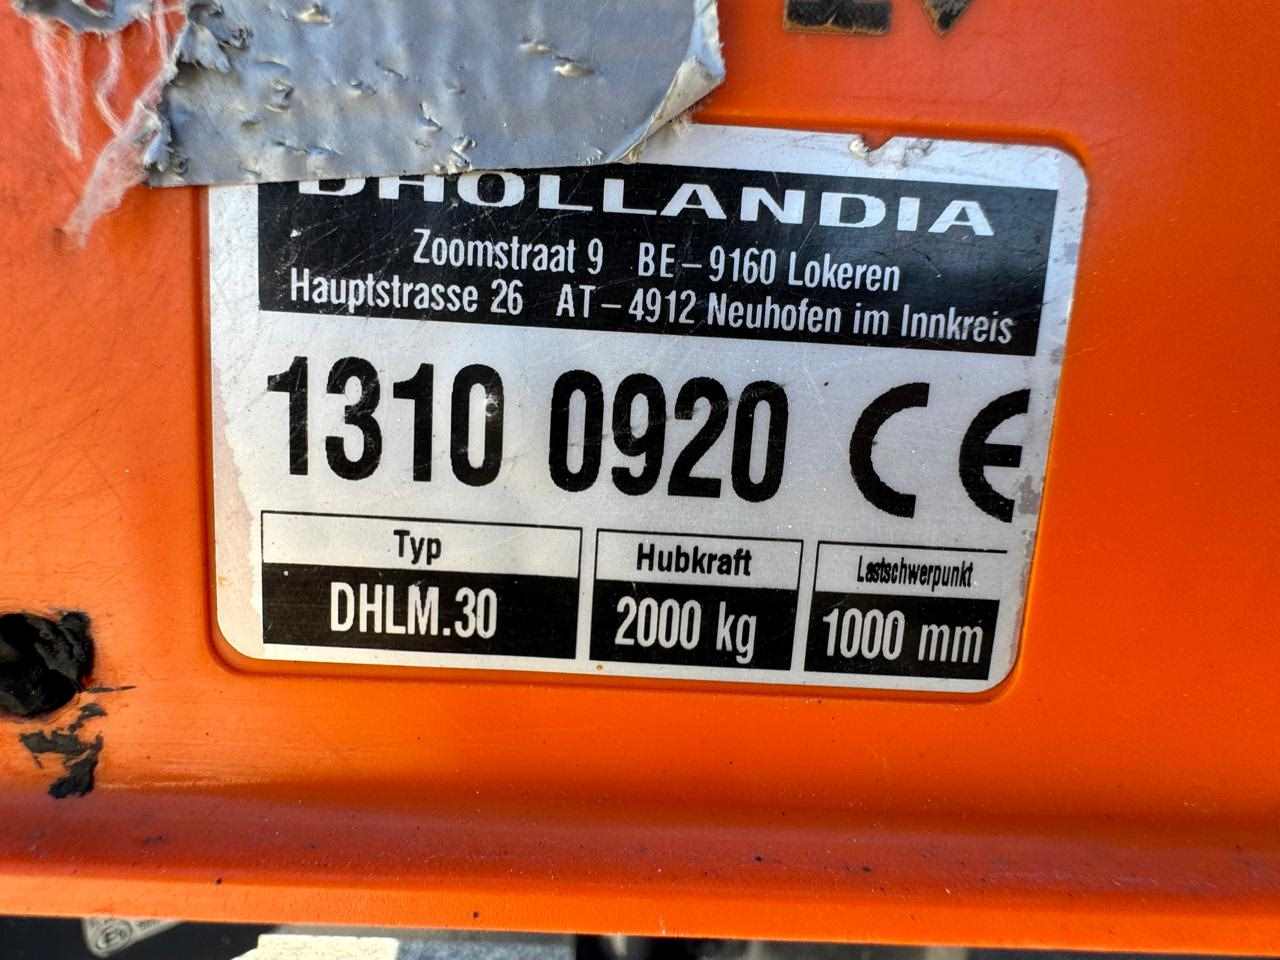 DHOLLANDIA
Zoomstraat 9 BE-9160 Lokeren
Hauptstrasse 26 AT-4912 Neuhofen im Innkreis
1310 0920 CE
Typ Hubkraft Lastschwerpunkt
DHLM.30 2000 kg 1000 mm